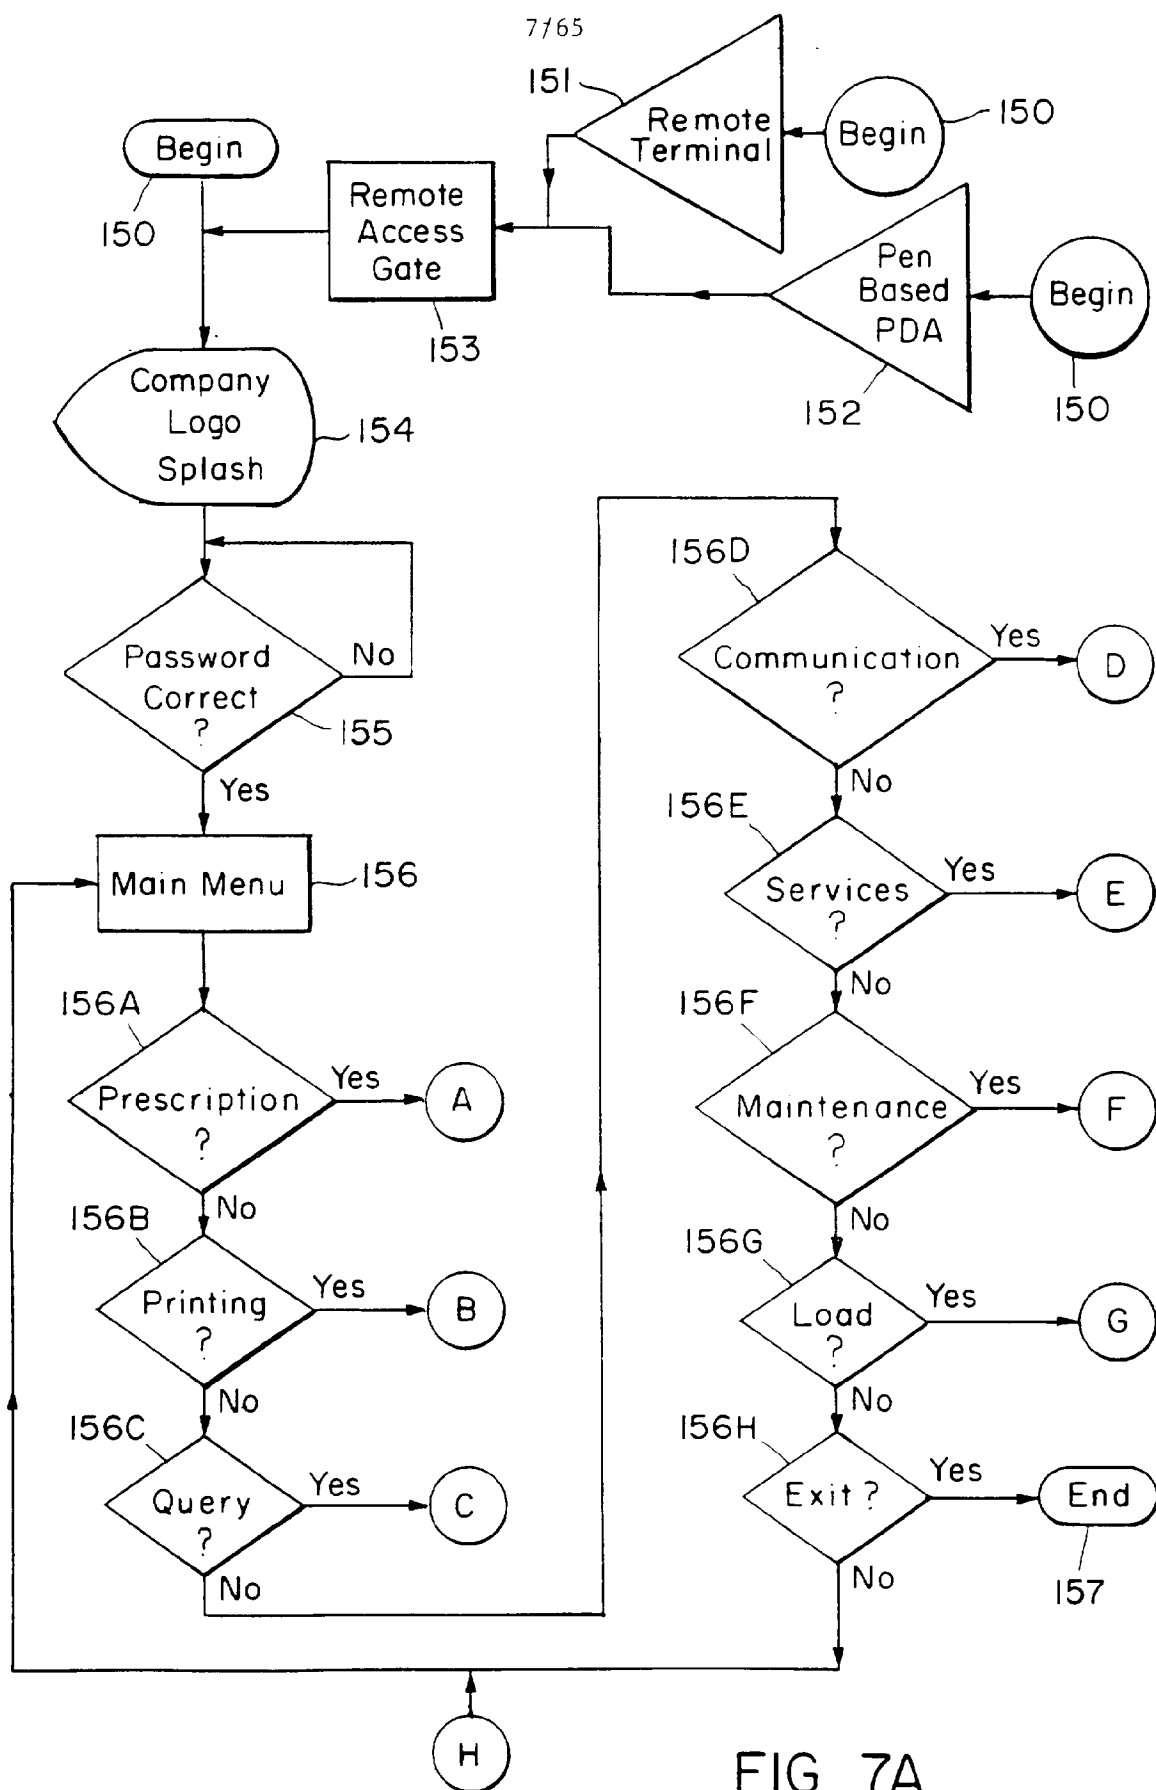 7/65
151
Remote
Terminal
Begin
150
Begin
150
Remote
Access
Gate
153
Pen
Based
PDA
152
Begin
150
Company
Logo
Splash
154
Password
Correct
?
No
155
Yes
Main Menu
156
156A
Prescription
?
Yes
A
No
156B
Printing
?
Yes
B
No
156C
Query
?
Yes
C
No
156D
Communication
?
Yes
D
No
156E
Services
?
Yes
E
No
156F
Maintenance
?
Yes
F
No
156G
Load
?
Yes
G
No
156H
Exit ?
Yes
End
157
No
H
FIG 7A